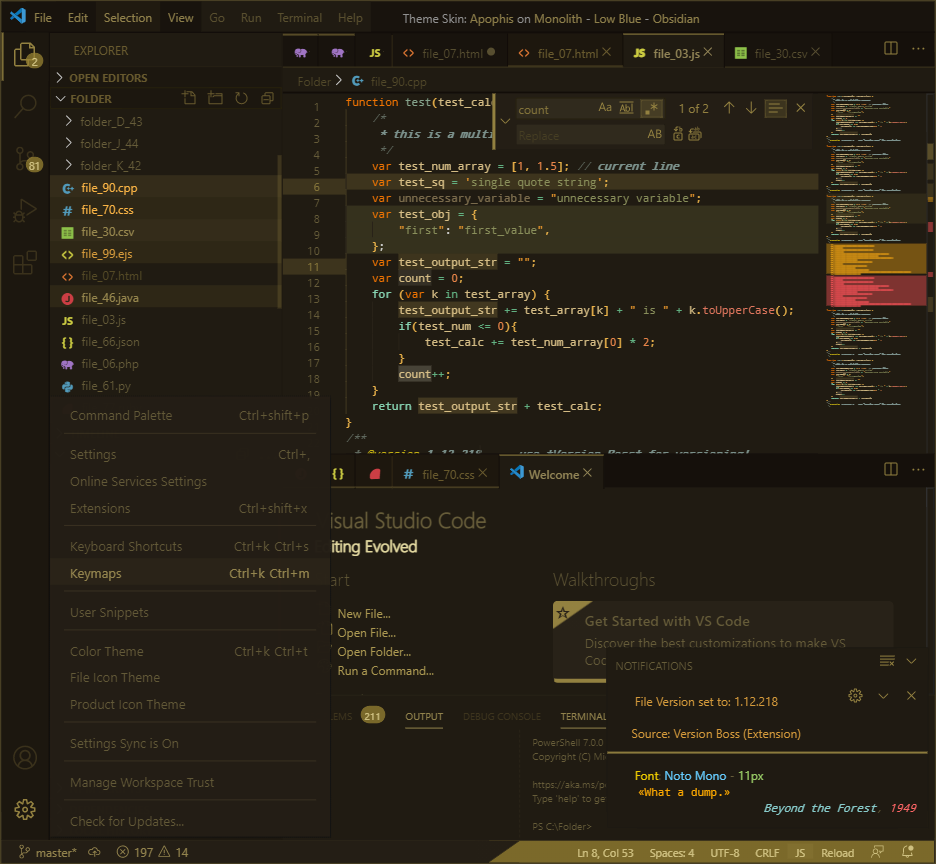 File Edit Selection View Go Run Terminal Help Theme Skin: Apophis on Monolith - Low Blue - Obsidian
2
81
EXPLORER
OPEN EDITORS
FOLDER
folder_D_43
folder_J_44
folder_K_42
file_90.cpp
# file_70.css
file_30.csv
<> file_99.ejs
<> file_07.html
J file_46.java
JS file_03.js
{} file_66.json
file_06.php
file_61.py
JS <> file_07.html <> file_07.html JS file_03.js file_30.csv
Folder > file_90.cpp
count Aa Ab .* 1 of 2
Replace AB
1
2
3
4
5
6
7
8
9
10
11
12
13
14
15
16
17
18
19
function test(test_calc
/*
* this is a multi
*/
var test_num_array = [1, 1.5]; // current line
var test_sq = 'single quote string';
var unnecessary_variable = "unnecessary variable";
var test_obj = {
"first": "first_value",
};
var test_output_str = "";
var count = 0;
for (var k in test_array) {
test_output_str += test_array[k] + " is " + k.toUpperCase();
if(test_num <= 0){
test_calc += test_num_array[0] * 2;
}
count++;
}
return test_output_str + test_calc;
}
/**
* @version 1.12.218
Command Palette Ctrl+shift+p
Settings Ctrl+,
Online Services Settings
Extensions Ctrl+shift+x
Keyboard Shortcuts Ctrl+k Ctrl+s
Keymaps Ctrl+k Ctrl+m
User Snippets
Color Theme Ctrl+k Ctrl+t
File Icon Theme
Product Icon Theme
Settings Sync is On
Manage Workspace Trust
Check for Updates...
{} # file_70.css Welcome
isual Studio Code
iting Evolved
art
New File...
Open File...
Open Folder...
Run a Command...
Walkthroughs
Get Started with VS Code
Discover the best customizations to make VS
Coc
EMS 211 OUTPUT DEBUG CONSOLE TERMINAL
PowerShell 7.0.0
Copyright (C) Mi
https://aka.ms/p
Type 'help' to ge
PS C:\Folder>
NOTIFICATIONS
File Version set to: 1.12.218
Source: Version Boss (Extension)
Font: Noto Mono - 11px
«What a dump.»
Beyond the Forest, 1949
master* 197 14 Ln 8, Col 53 Spaces: 4 UTF-8 CRLF JS Reload